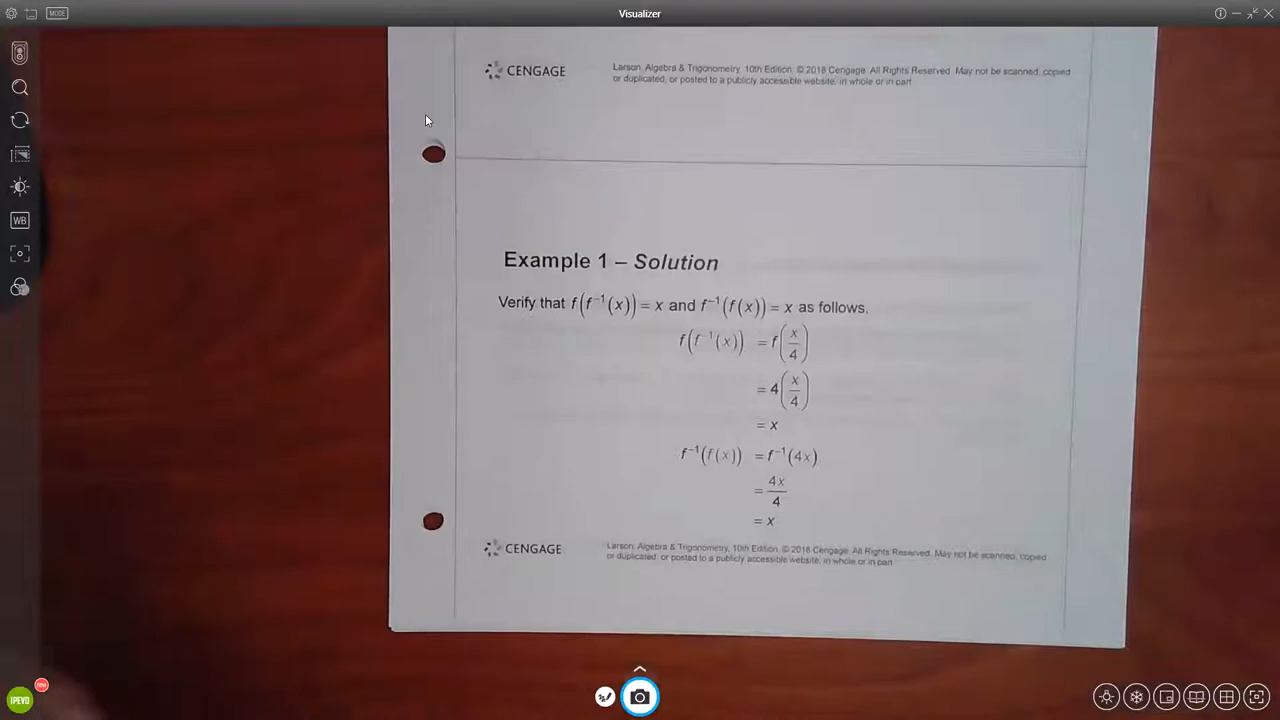 MODE
Visualizer
CENGAGE
Larson, Algebra & Trigonometry, 10th Edition. © 2018 Cengage. All Rights Reserved. May not be scanned, copied
or duplicated, or posted to a publicly accessible website, in whole or in part
Example 1 – Solution
Verify that f(f⁻¹(x)) = x and f⁻¹(f(x)) = x as follows.
f(f⁻¹(x)) = f(x/4)
= 4(x/4)
= x
f⁻¹(f(x)) = f⁻¹(4x)
= 4x/4
= x
CENGAGE
Larson, Algebra & Trigonometry, 10th Edition. © 2018 Cengage. All Rights Reserved. May not be scanned, copied
or duplicated, or posted to a publicly accessible website, in whole or in part
WB
IPEVO
new